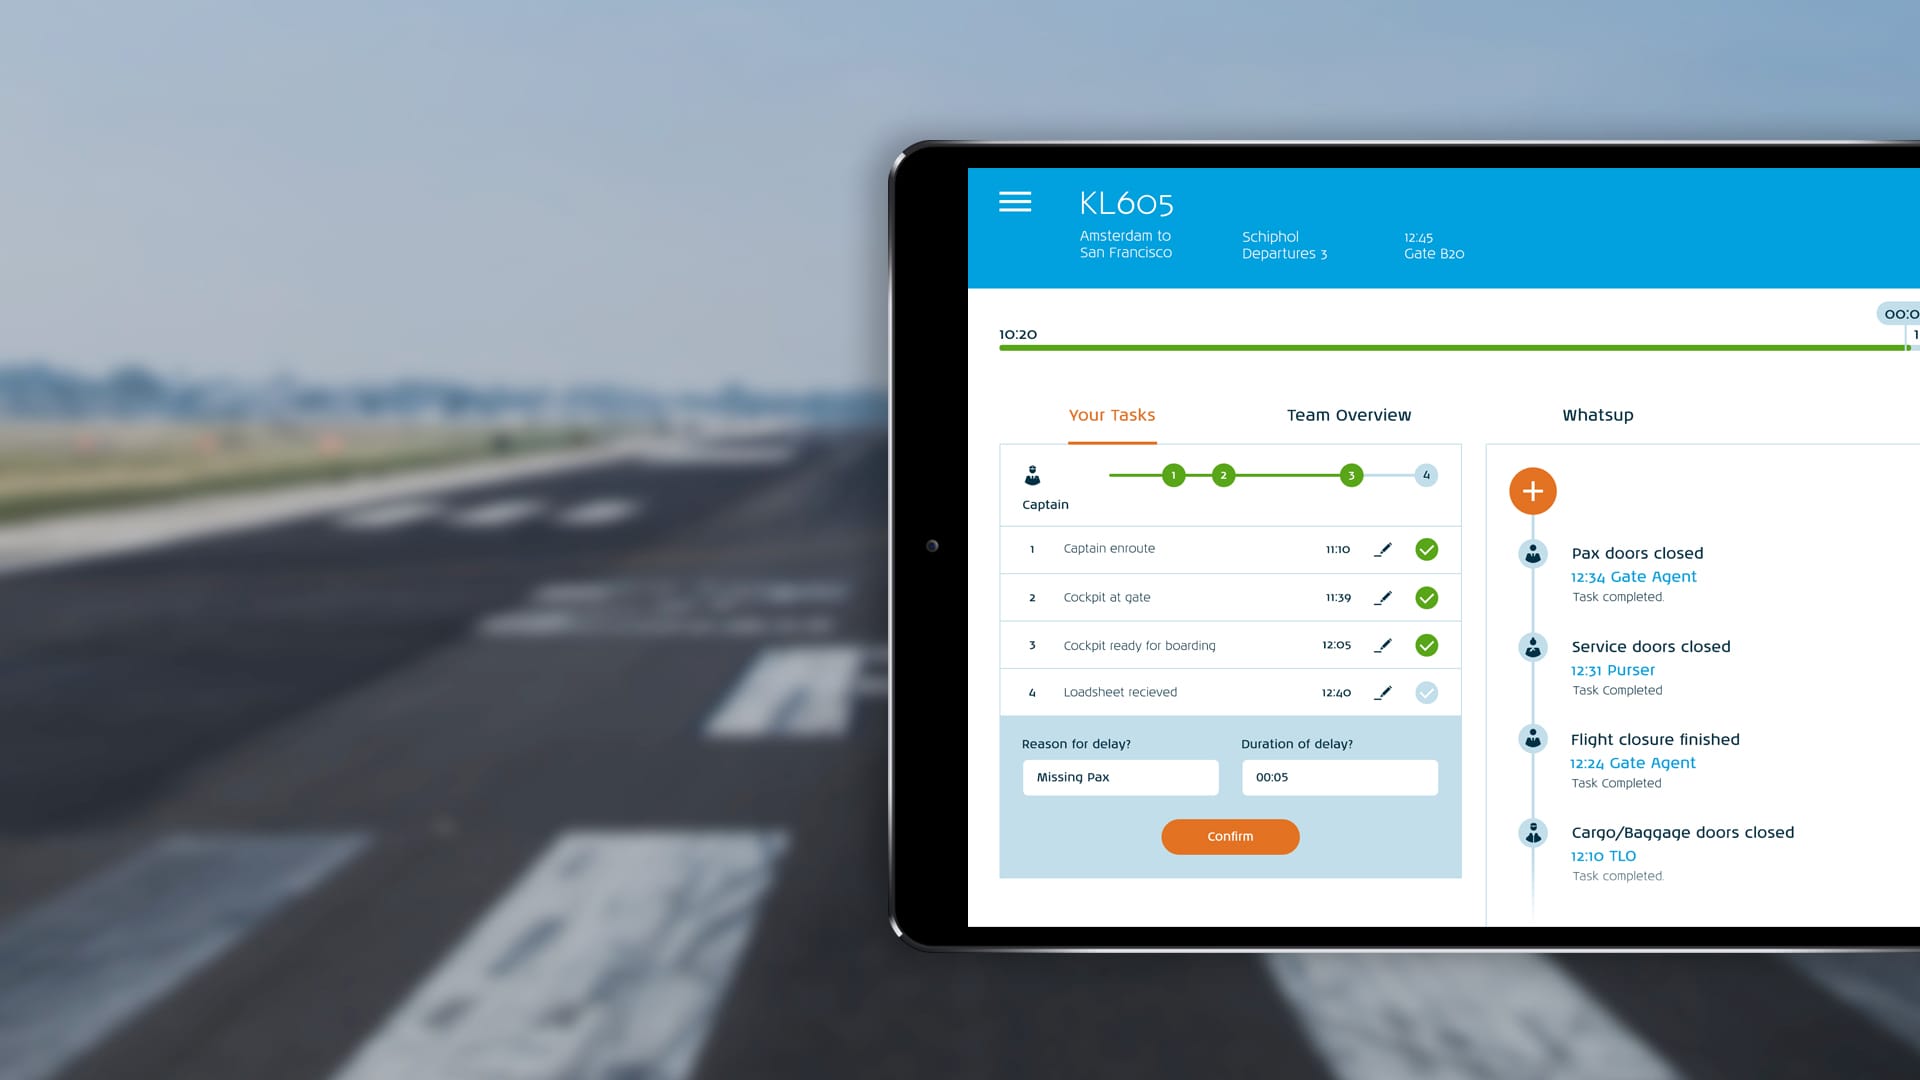 KL605
Amsterdam to
San Francisco
Schiphol
Departures 3
12:45
Gate B20
10:20
00:0
1
Your Tasks
Team Overview
Whatsup
Captain
1 2 3 4
1 Captain enroute 11:10
2 Cockpit at gate 11:39
3 Cockpit ready for boarding 12:05
4 Loadsheet recieved 12:40
Reason for delay?
Missing Pax
Duration of delay?
00:05
Confirm
Pax doors closed
12:34 Gate Agent
Task completed.
Service doors closed
12:31 Purser
Task Completed
Flight closure finished
12:24 Gate Agent
Task Completed
Cargo/Baggage doors closed
12:10 TLO
Task completed.